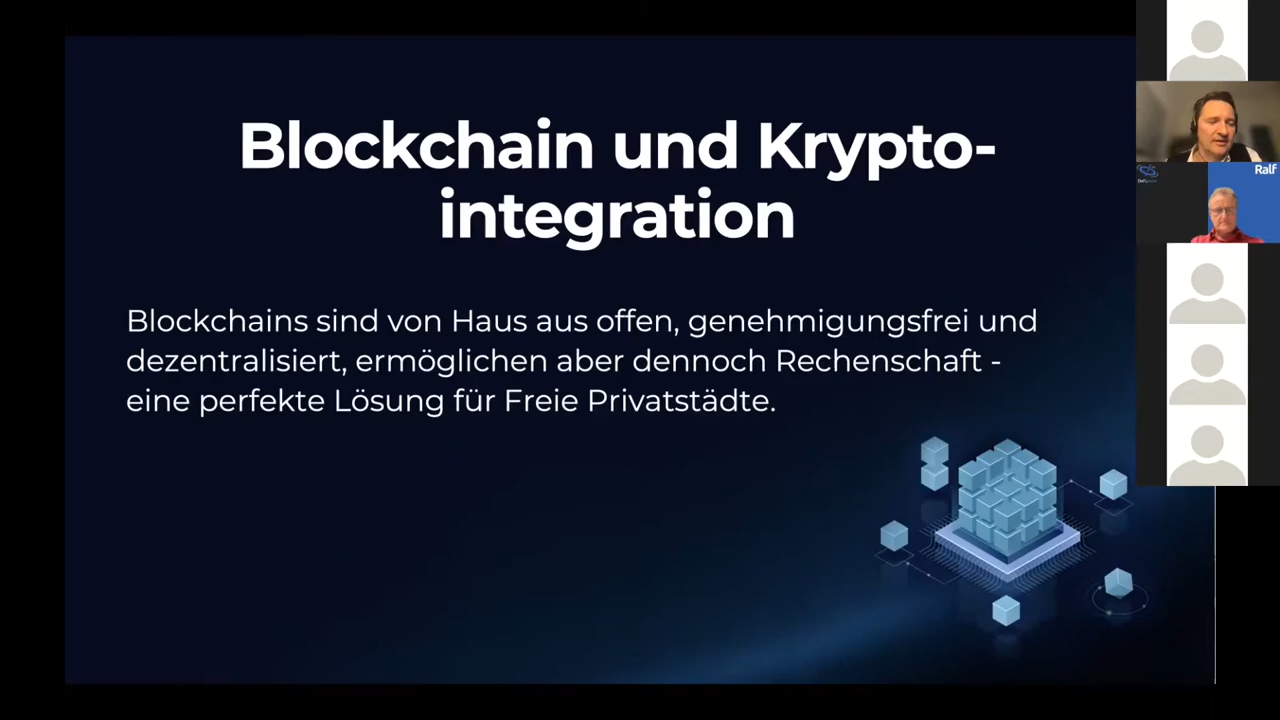 Blockchain und Krypto-
integration
Blockchains sind von Haus aus offen, genehmigungsfrei und
dezentralisiert, ermöglichen aber dennoch Rechenschaft -
eine perfekte Lösung für Freie Privatstädte.
Ralf